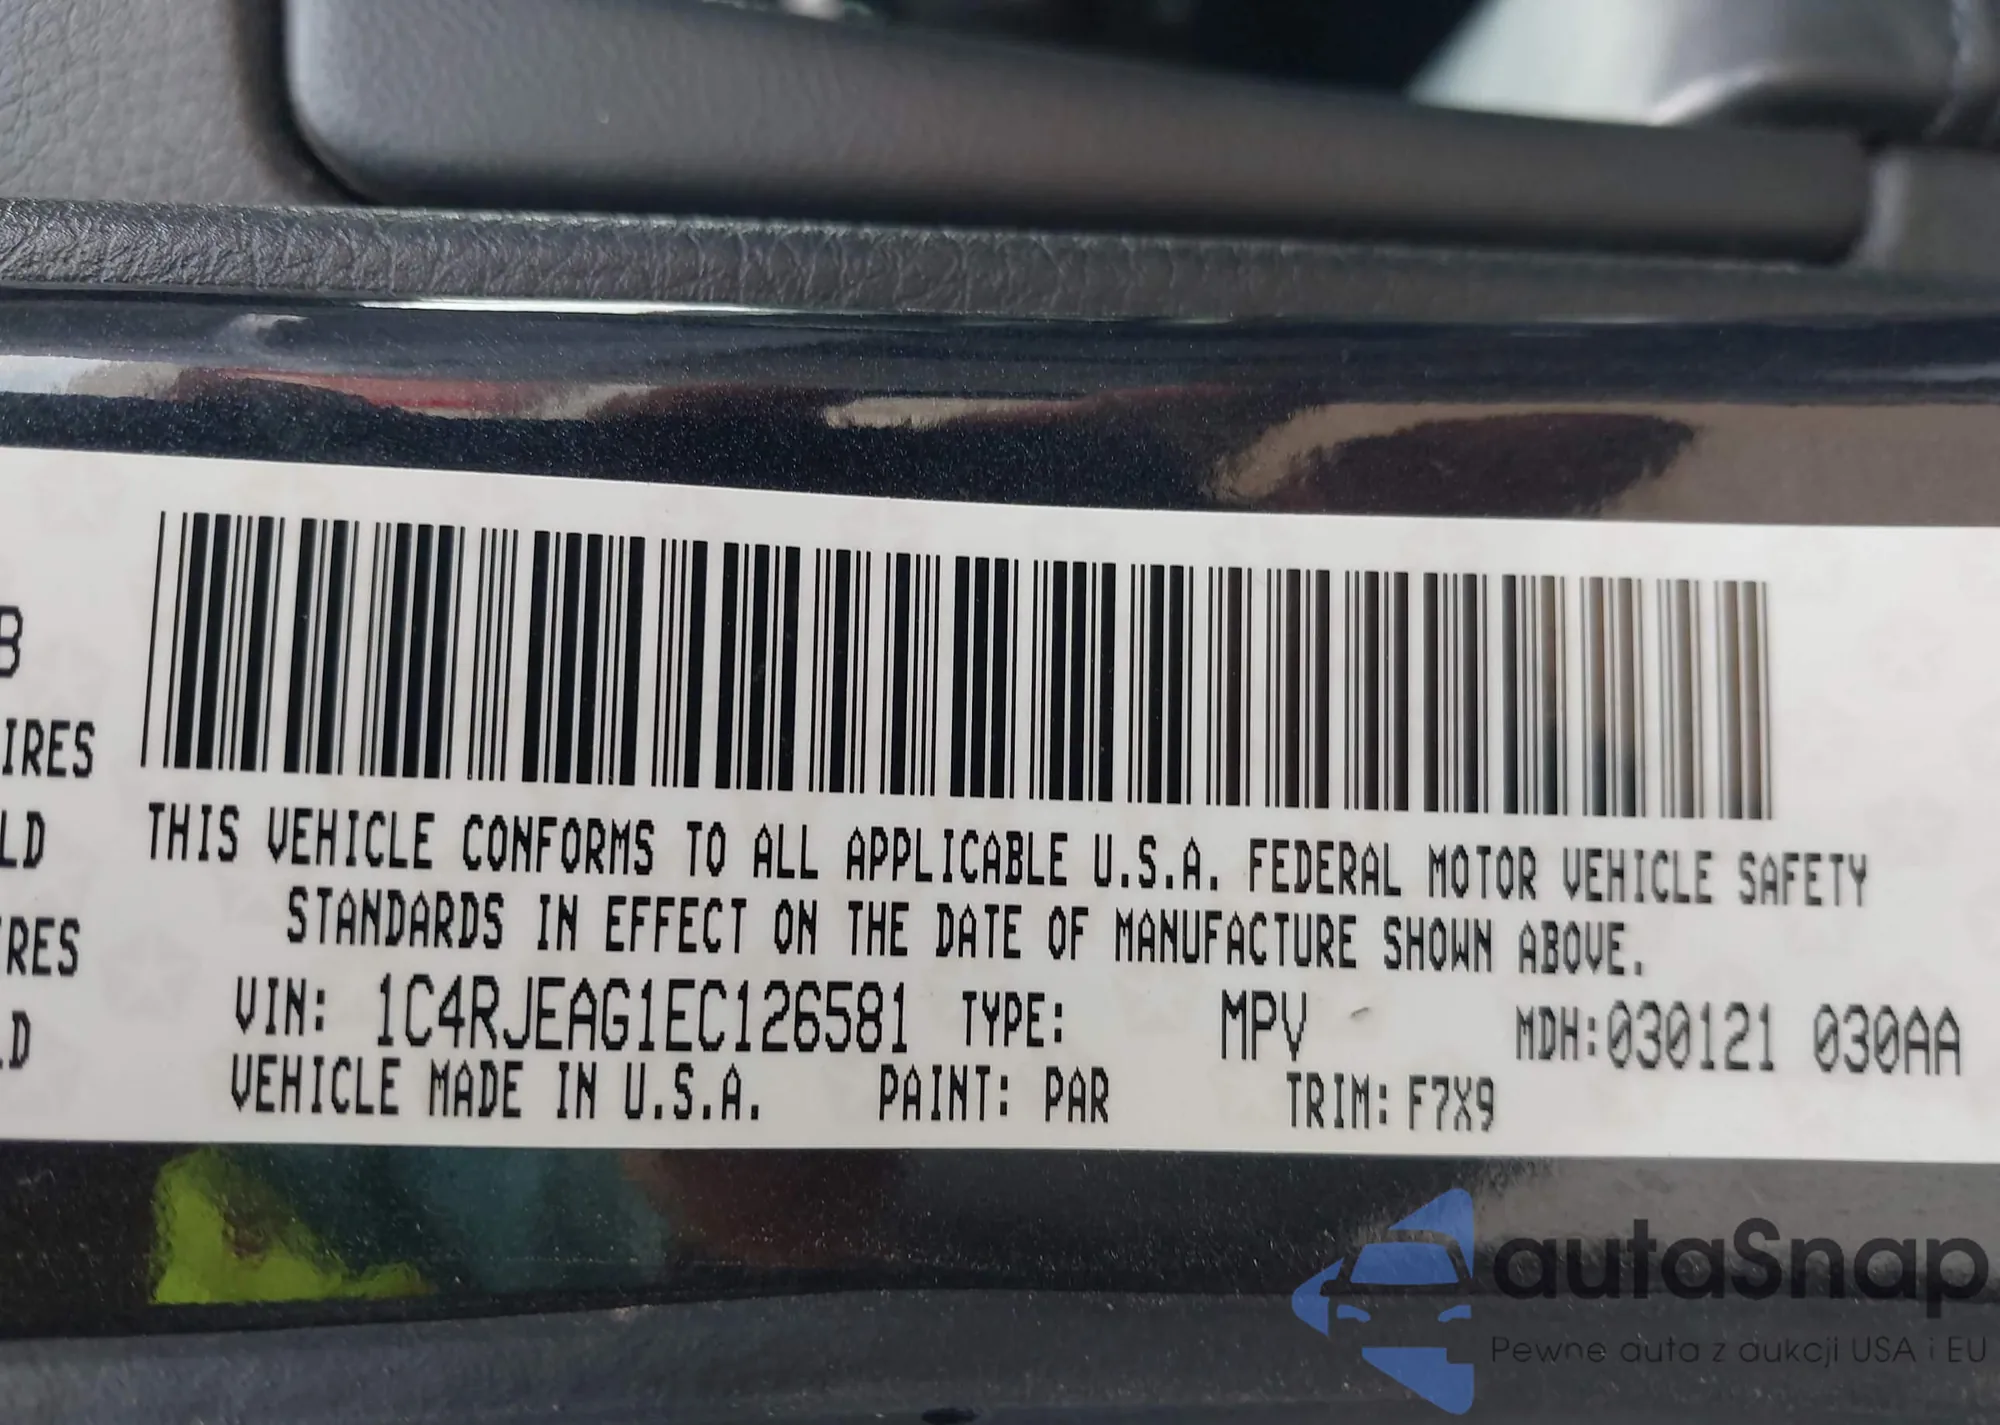 B
IRES
LD
THIS VEHICLE CONFORMS TO ALL APPLICABLE U.S.A. FEDERAL MOTOR VEHICLE SAFETY
RES
STANDARDS IN EFFECT ON THE DATE OF MANUFACTURE SHOWN ABOVE.
LD
VIN: 1C4RJEAG1EC126581 TYPE: MPV MDH:030121 030AA
VEHICLE MADE IN U.S.A. PAINT: PAR TRIM: F7X9
autaSnap
Pewne auta z aukcji USA i EU